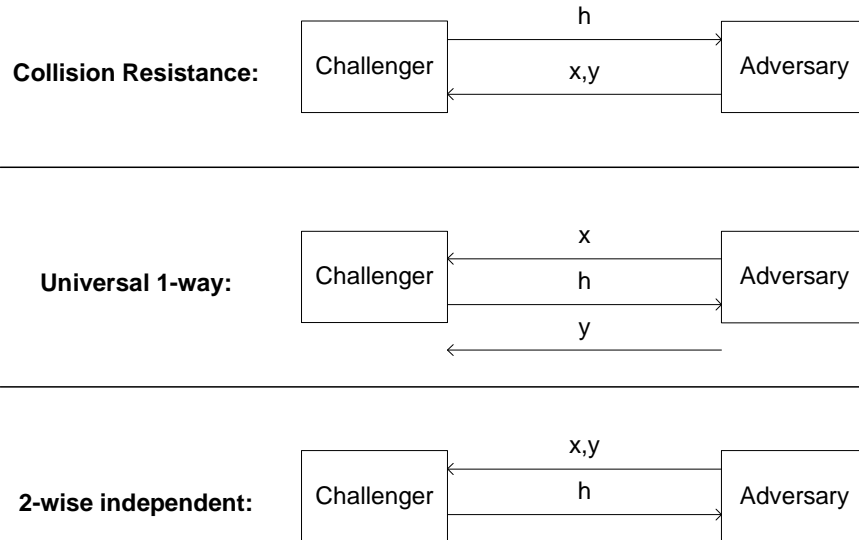 h
Collision Resistance: Challenger Adversary
x,y
x
Universal 1-way: Challenger Adversary
h
y
x,y
2-wise independent: Challenger Adversary
h